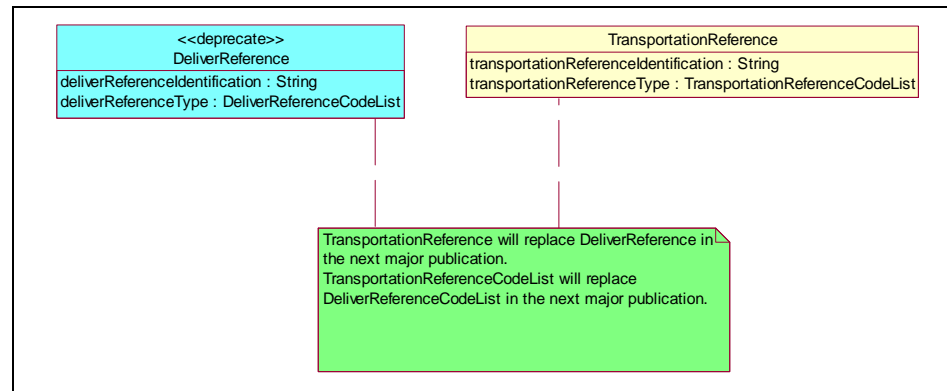 <<deprecate>>
DeliverReference
deliverReferenceIdentification : String
deliverReferenceType : DeliverReferenceCodeList
TransportationReference
transportationReferenceIdentification : String
transportationReferenceType : TransportationReferenceCodeList
TransportationReference will replace DeliverReference in
the next major publication.
TransportationReferenceCodeList will replace
DeliverReferenceCodeList in the next major publication.